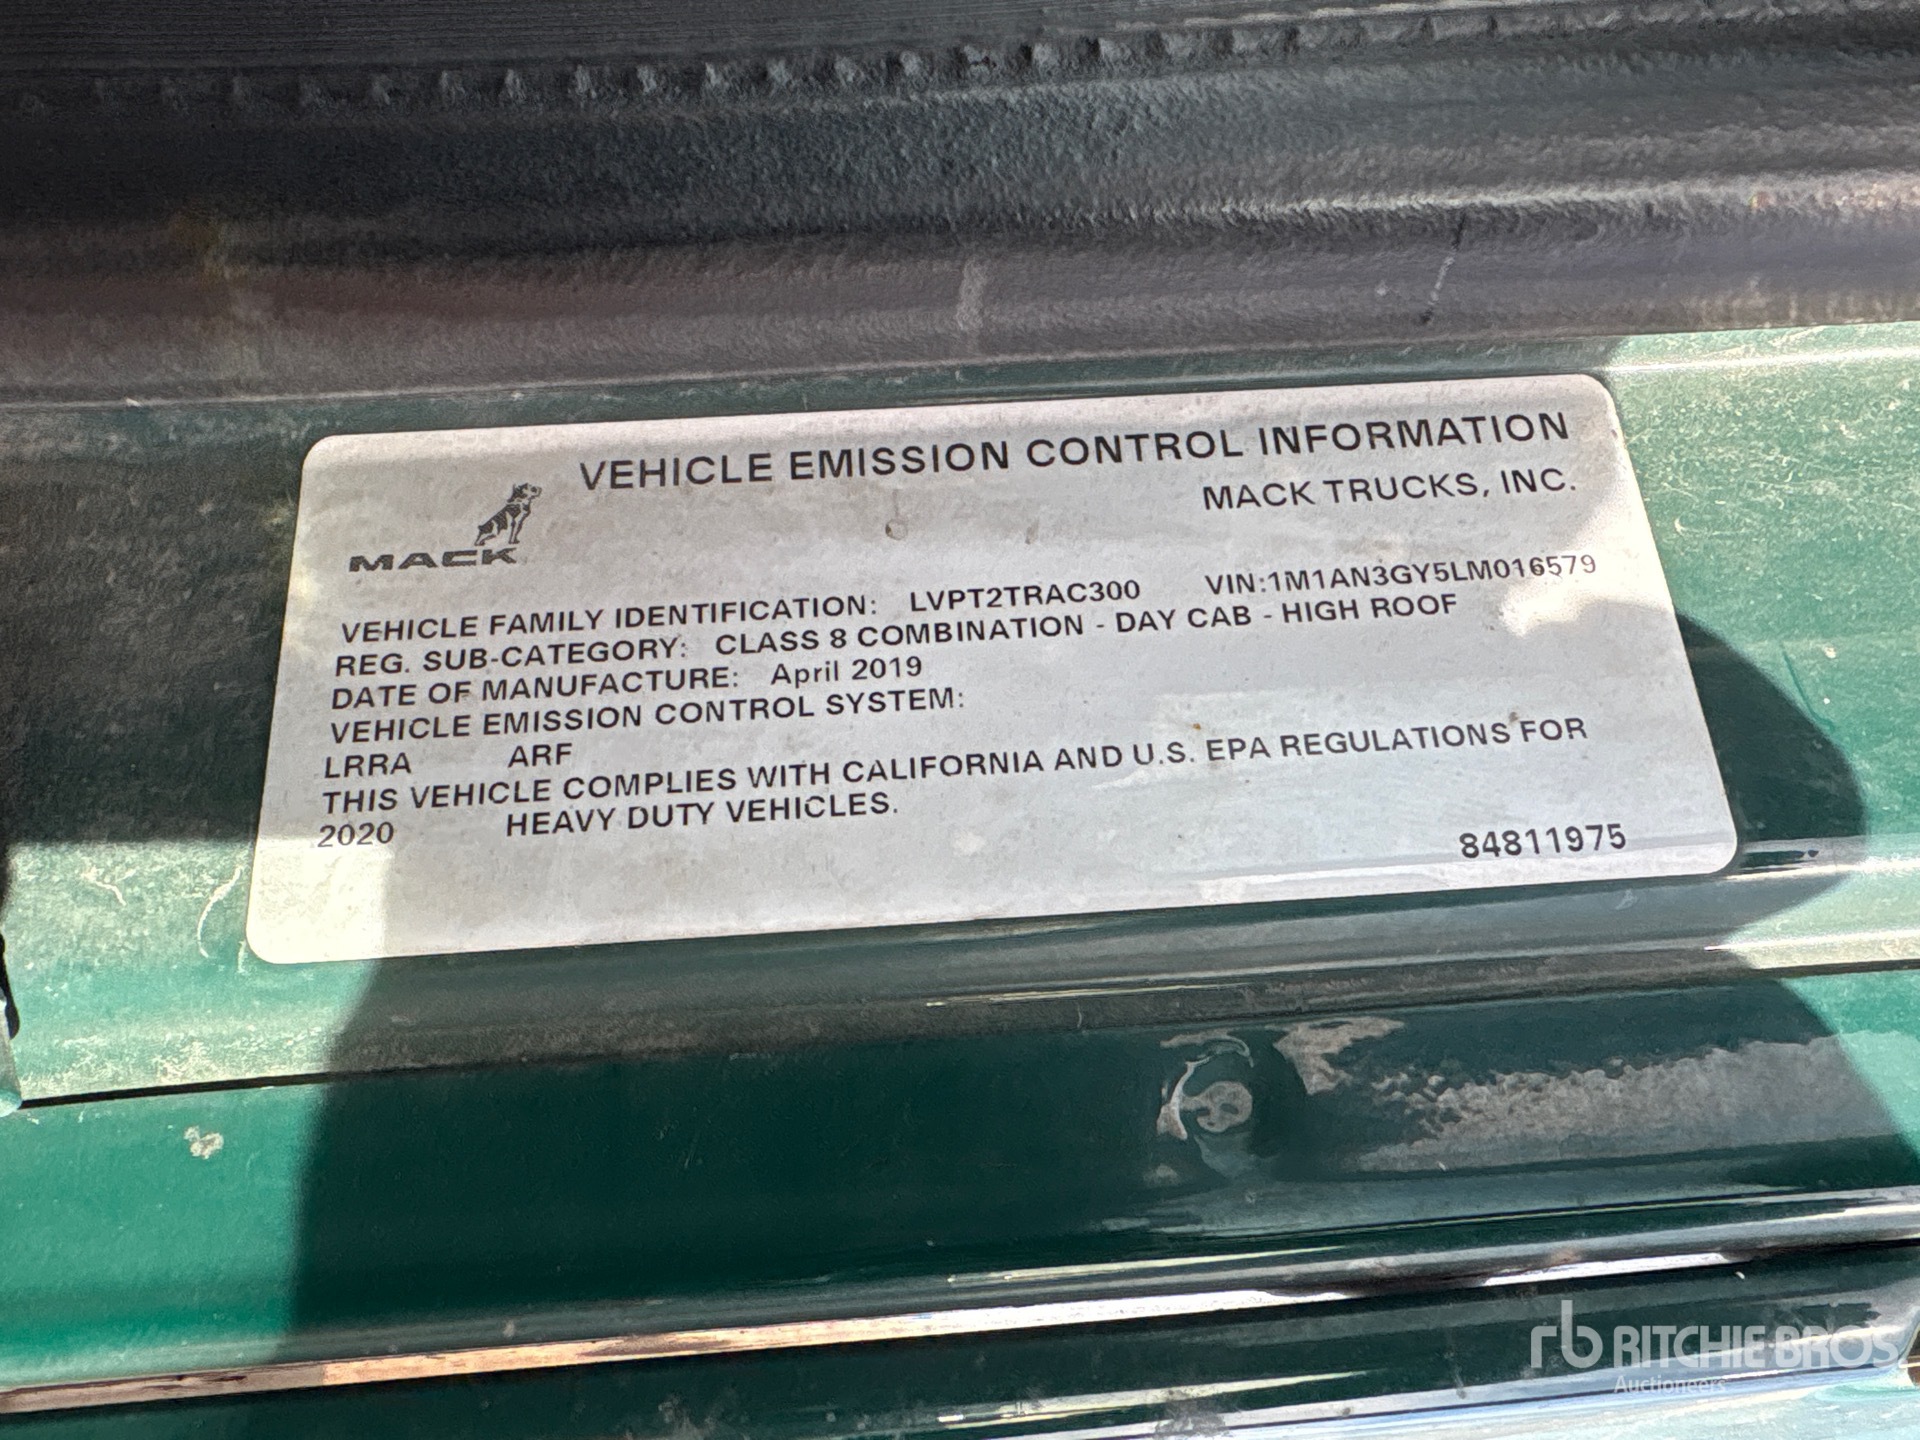 VEHICLE EMISSION CONTROL INFORMATION
MACK TRUCKS, INC.
MACK
VEHICLE FAMILY IDENTIFICATION: LVPT2TRAC300 VIN:1M1AN3GY5LM016579
REG. SUB-CATEGORY: CLASS 8 COMBINATION - DAY CAB - HIGH ROOF
DATE OF MANUFACTURE: April 2019
VEHICLE EMISSION CONTROL SYSTEM:
LRRA ARF
THIS VEHICLE COMPLIES WITH CALIFORNIA AND U.S. EPA REGULATIONS FOR
2020 HEAVY DUTY VEHICLES.
84811975
rb RITCHIE BROS
Auctioneers